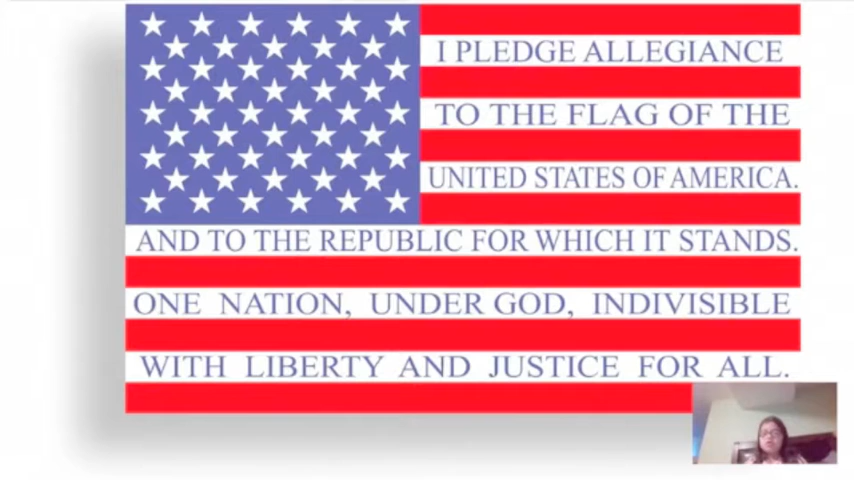 I PLEDGE ALLEGIANCE
TO THE FLAG OF THE
UNITED STATES OF AMERICA.
AND TO THE REPUBLIC FOR WHICH IT STANDS.
ONE NATION, UNDER GOD, INDIVISIBLE
WITH LIBERTY AND JUSTICE FOR ALL.